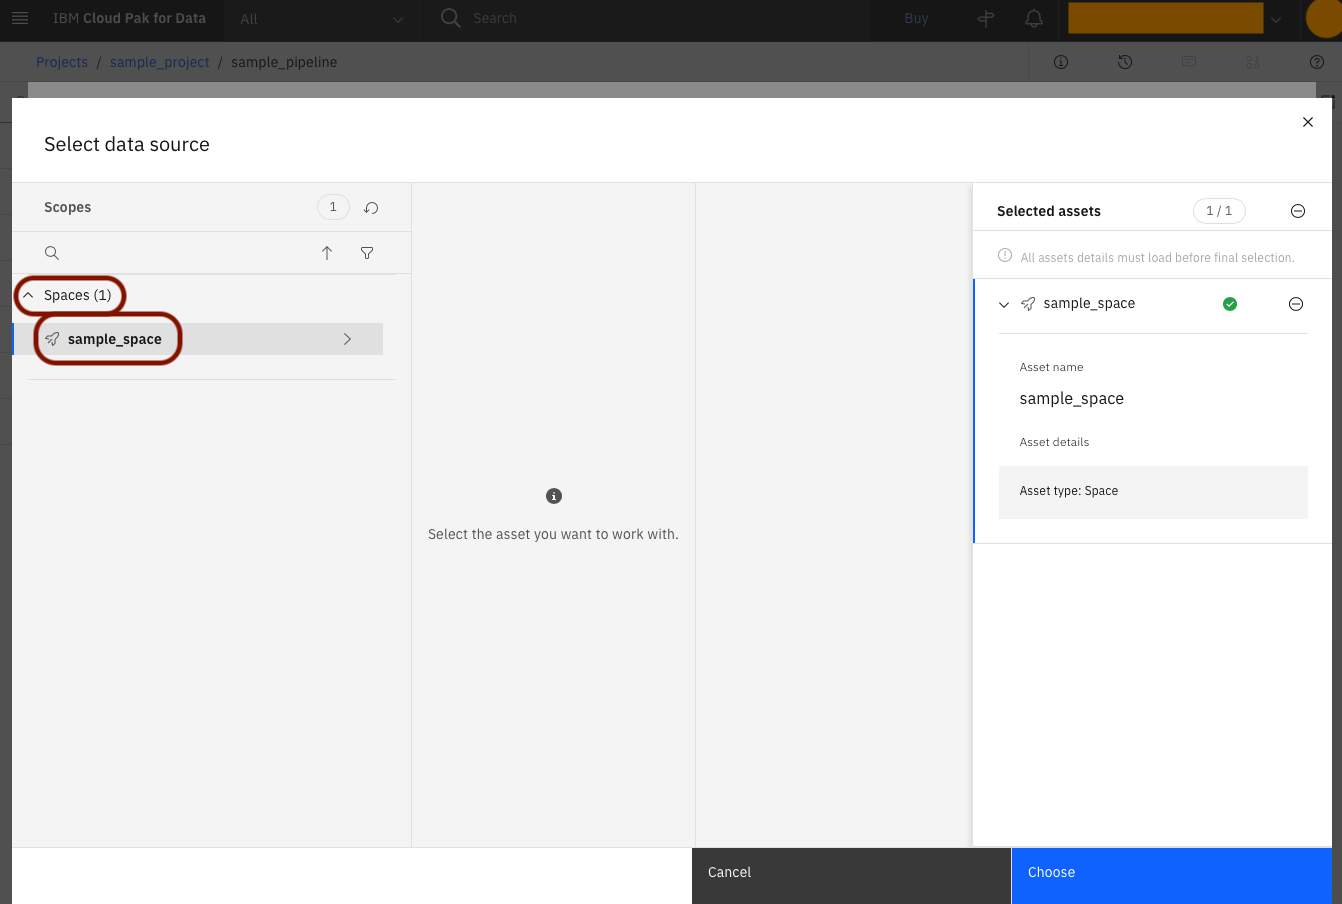 IBM Cloud Pak for Data
All
Search
Buy
Projects / sample_project / sample_pipeline
Select data source
Scopes
1
Selected assets
1 / 1
All assets details must load before final selection.
Spaces (1)
sample_space
sample_space
Asset name
sample_space
Asset details
Asset type: Space
Select the asset you want to work with.
Cancel
Choose